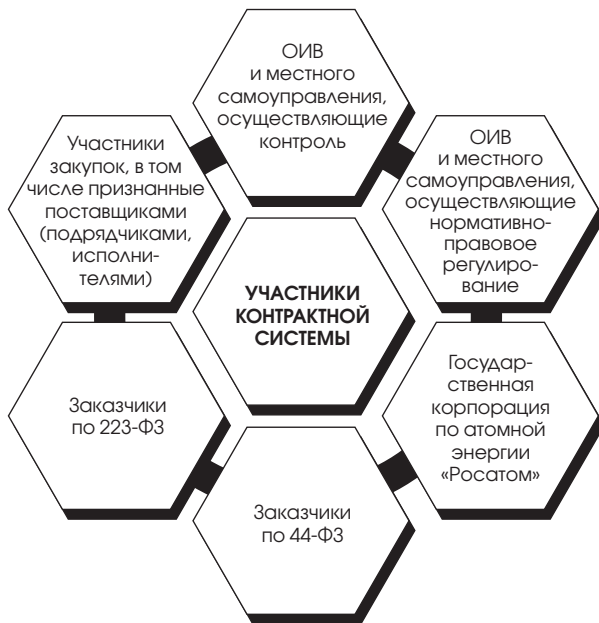 ОИВ
и местного
самоуправления,
осуществляющие
контроль
Участники
закупок, в том
числе признанные
поставщиками
(подрядчиками,
исполни-
телями)
ОИВ
и местного
самоуправления,
осуществляющие
нормативно-
правовое
регулиро-
вание
УЧАСТНИКИ
КОНТРАКТНОЙ
СИСТЕМЫ
Заказчики
по 223-ФЗ
Государ-
ственная
корпорация
по атомной
энергии
«Росатом»
Заказчики
по 44-ФЗ